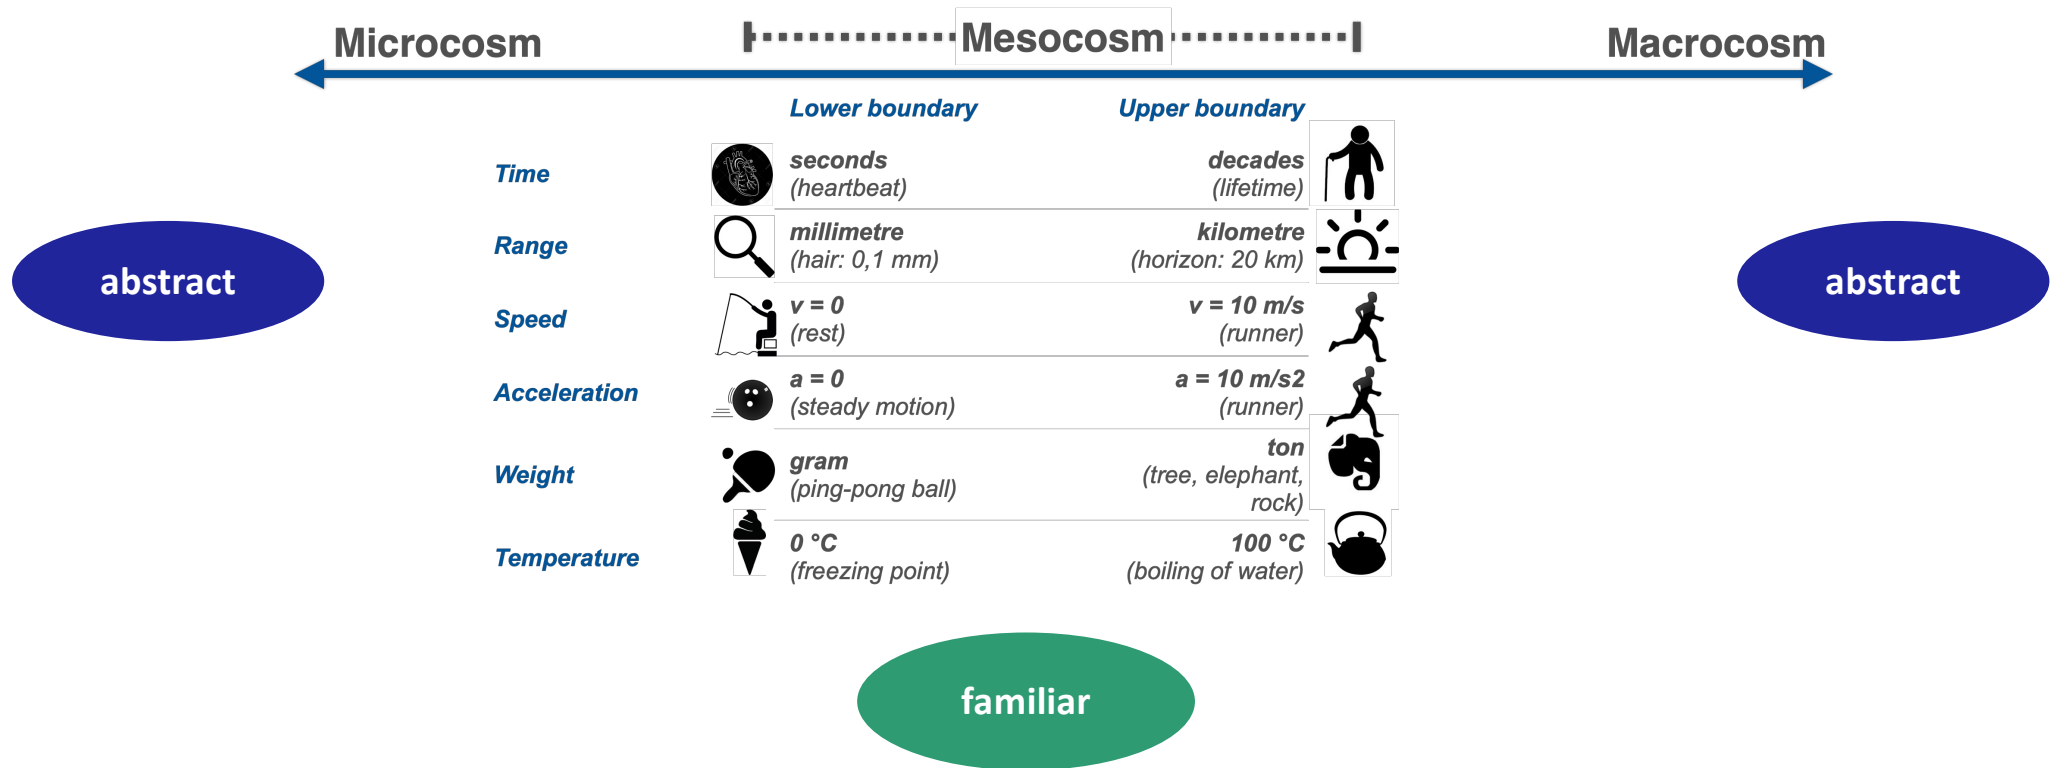 Microcosm
Mesocosm
Macrocosm
Lower boundary
Upper boundary
Time
seconds
(heartbeat)
decades
(lifetime)
Range
millimetre
(hair: 0,1 mm)
kilometre
(horizon: 20 km)
Speed
v = 0
(rest)
v = 10 m/s
(runner)
Acceleration
a = 0
(steady motion)
a = 10 m/s2
(runner)
Weight
gram
(ping-pong ball)
ton
(tree, elephant,
rock)
Temperature
0 °C
(freezing point)
100 °C
(boiling of water)
abstract
abstract
familiar